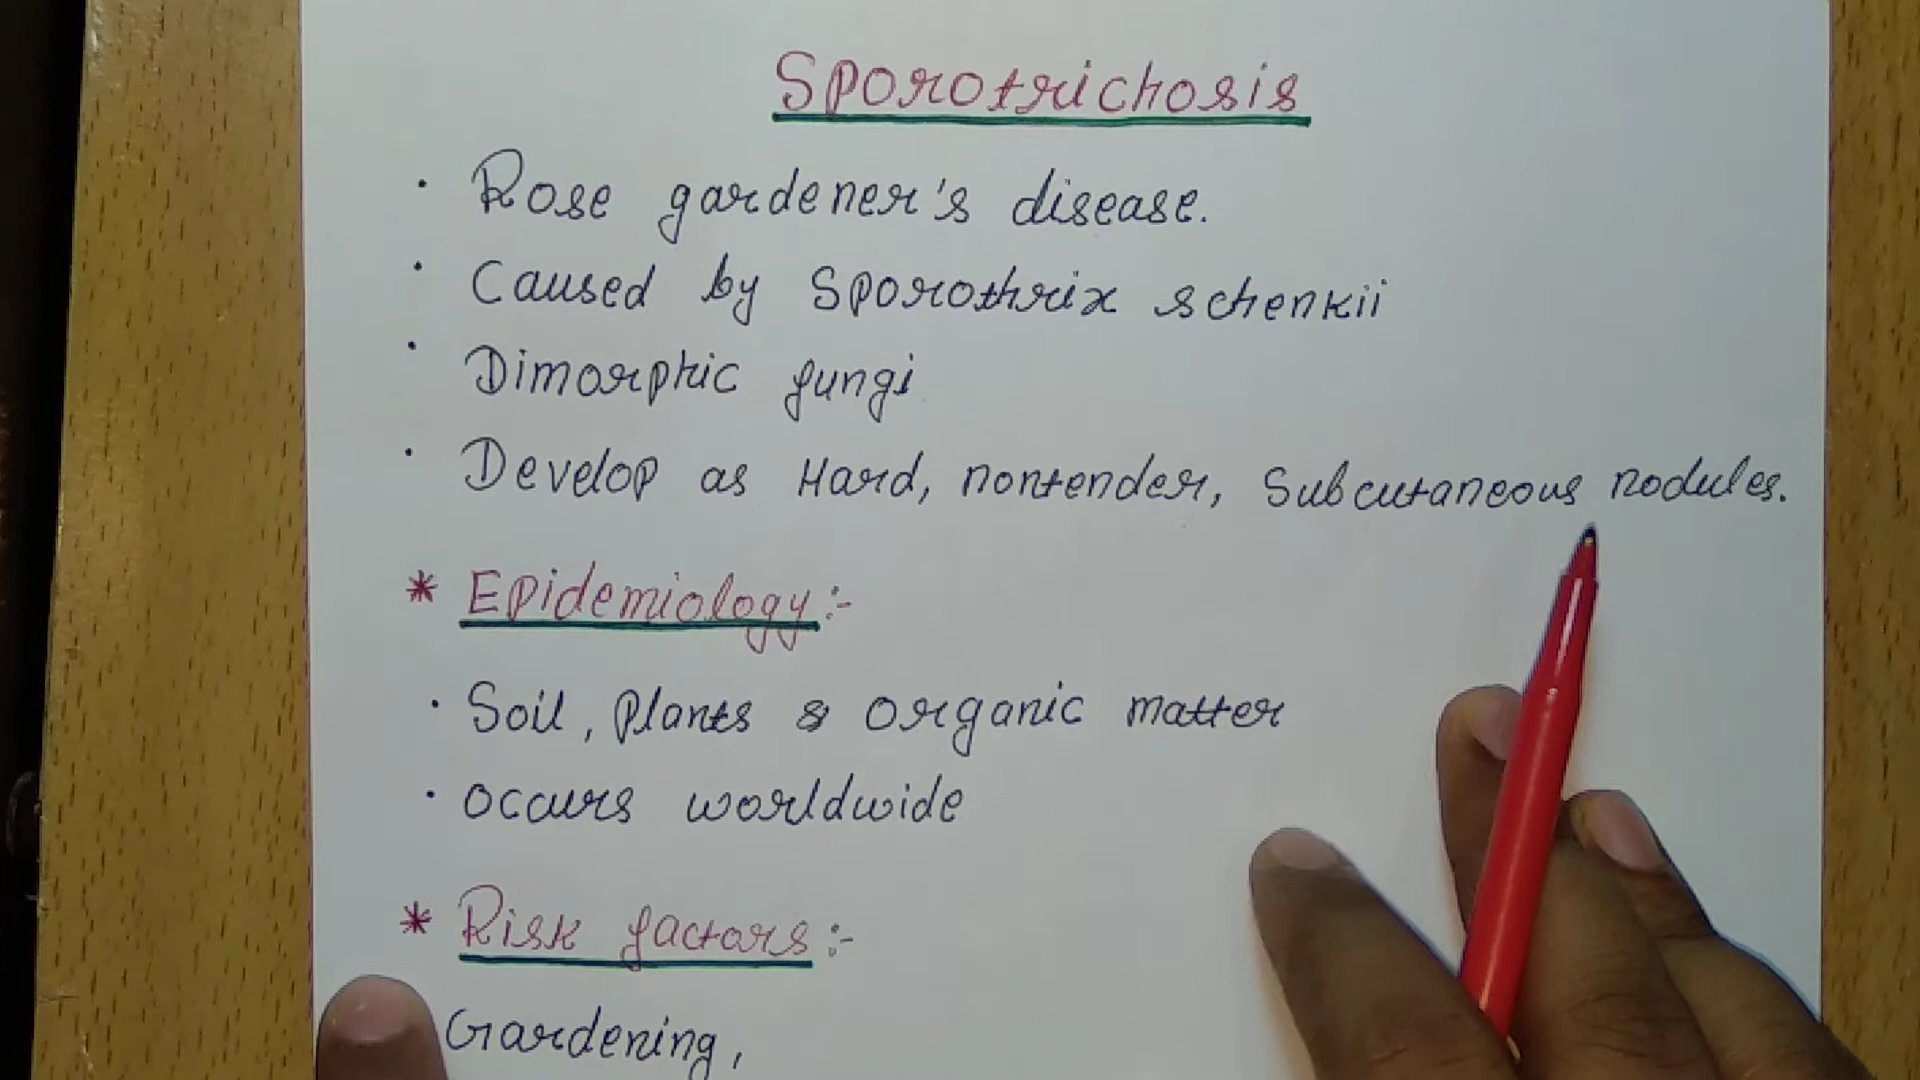 Sporotrichosis
· Rose gardener's disease.
· Caused by Sporothrix schenkii
· Dimorphic fungi
· Develop as Hard, nontender, Subcutaneous nodules.
* Epidemiology:-
· Soil, Plants & organic matter
· occurs worldwide
* Risk factors:-
Gardening,